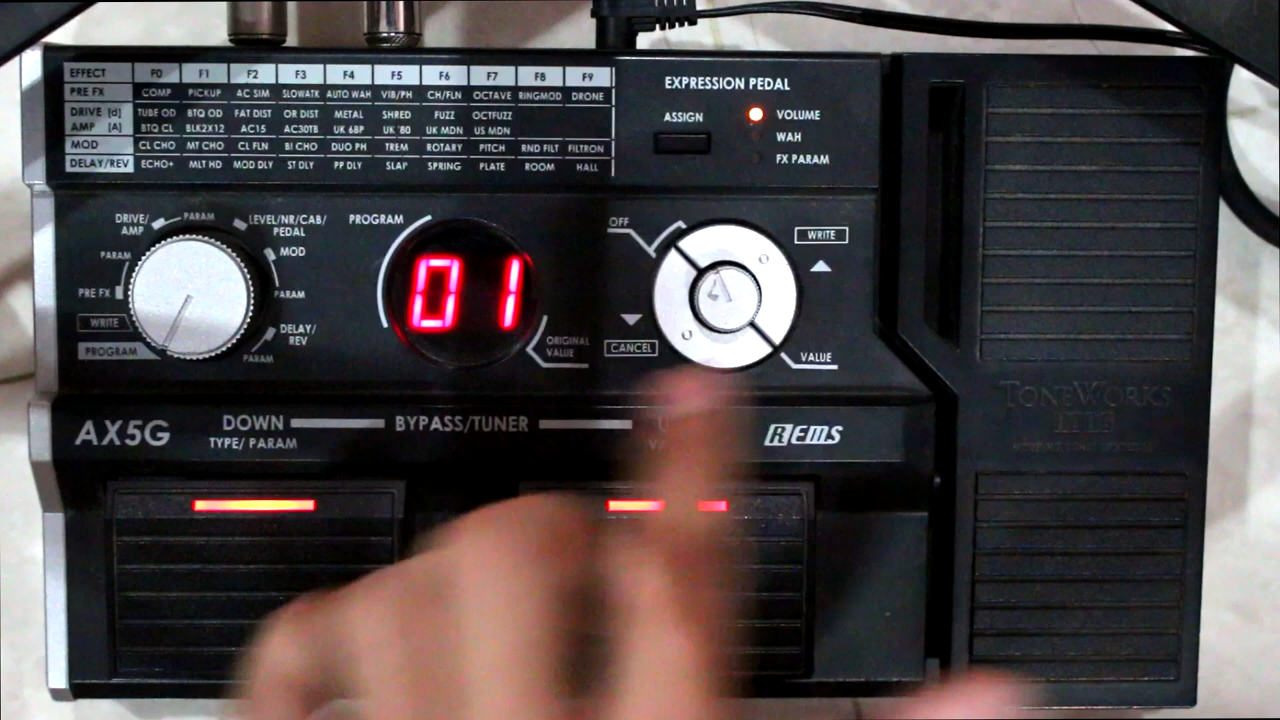 EFFECT F0 F1 F2 F3 F4 F5 F6 F7 F8 F9
PRE FX COMP PICKUP AC SIM SLOWATK AUTO WAH VIB/PH CH/FLN OCTAVE RINGMOD DRONE
DRIVE [d] TUBE OD BTQ OD FAT DIST OR DIST METAL SHRED FUZZ OCTFUZZ
AMP [A] BTQ CL BLK2X12 AC15 AC30TB UK 68P UK '80 UK MDN US MDN
MOD CL CHO MT CHO CL FLN BI CHO DUO PH TREM ROTARY PITCH RND FILT FILTRON
DELAY/REV ECHO+ MLT HD MOD DLY ST DLY PP DLY SLAP SPRING PLATE ROOM HALL
EXPRESSION PEDAL
ASSIGN
VOLUME
WAH
FX PARAM
DRIVE/
AMP
PARAM
LEVEL/NR/CAB/
PEDAL
PARAM
MOD
PRE FX
PARAM
WRITE
DELAY/
REV
PROGRAM
PARAM
PROGRAM
01
ORIGINAL
VALUE
OFF
WRITE
CANCEL
VALUE
AX5G
DOWN
TYPE/ PARAM
BYPASS/TUNER
REMS
TONEWORKS